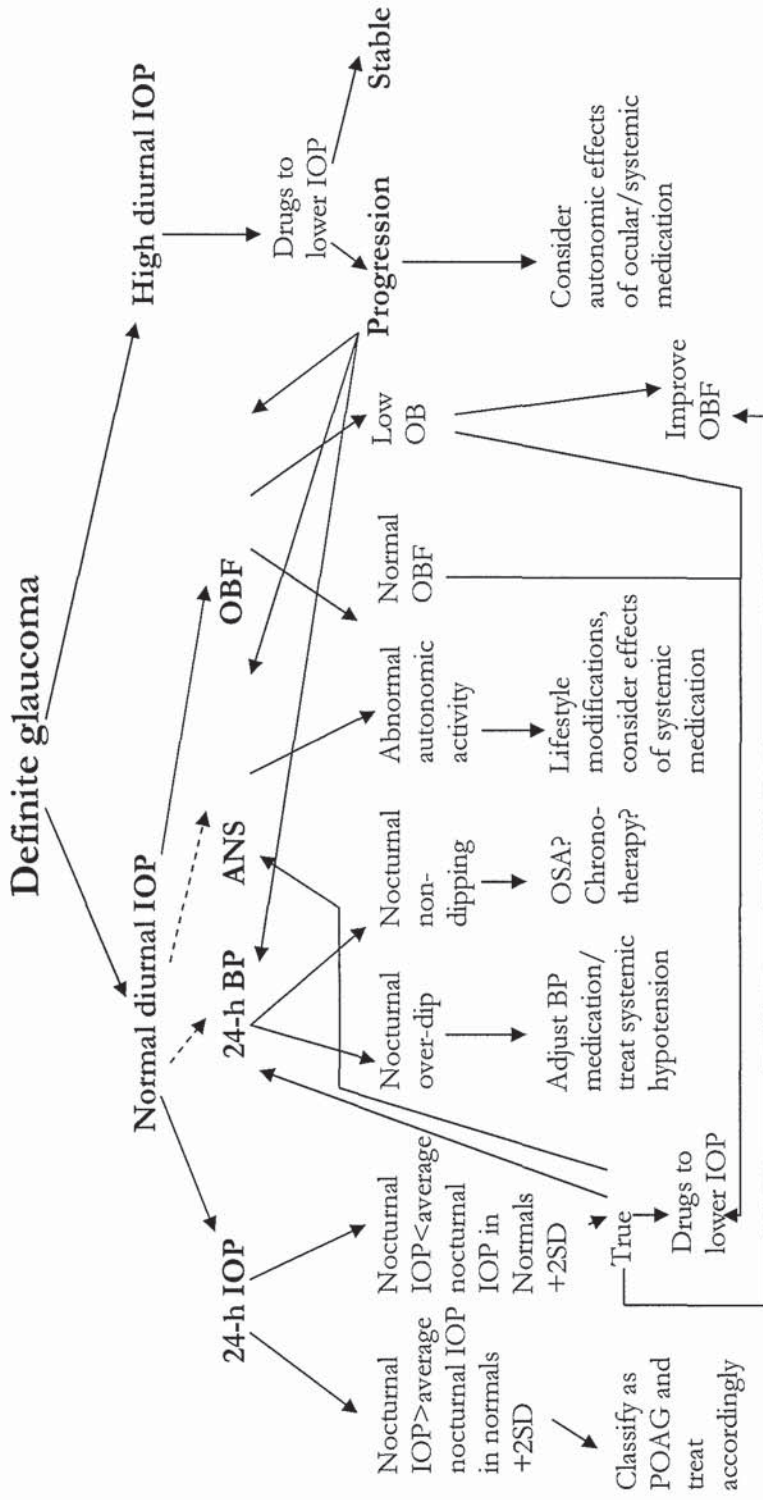 Definite glaucoma
Normal diurnal IOP
High diurnal IOP
24-h IOP
24-h BP
ANS
OBF
Drugs to
lower IOP
Progression
Stable
Nocturnal
IOP>average
nocturnal IOP
in normals
+2SD
Nocturnal
IOP<average
nocturnal
IOP in
Normals
+2SD
Nocturnal
over-dip
Nocturnal
non-
dipping
Abnormal
autonomic
activity
Normal
OBF
Low
OB
Classify as
POAG and
treat
accordingly
True
Drugs to
lower IOP
Adjust BP
medication/
treat systemic
hypotension
OSA?
Chrono-
therapy?
Lifestyle
modifications,
consider effects
of systemic
medication
Improve
OBF
Consider
autonomic effects
of ocular/systemic
medication